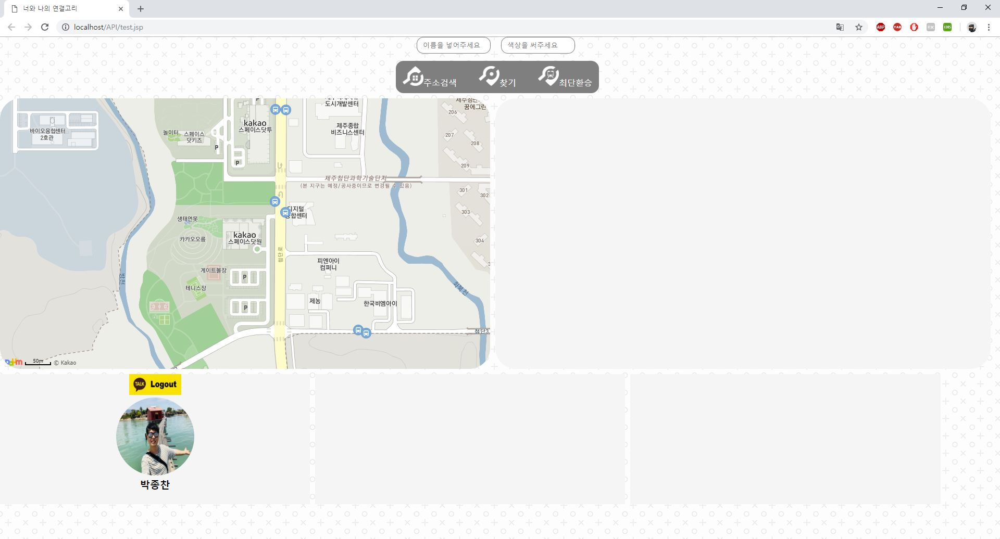 너와 나의 연결고리
localhost/API/test.jsp
ABP
YAB
CORS
이름을 넣어주세요
색상을 써주세요
주소검색
찾기
최단환승
도시개발센터
꿈에그린
206
바이오융합센터
2호관
놀이터
스페이스
닷키즈
kakao
스페이스닷투
제주종합
비즈니스센터
207
208
P
P
P
209
제주첨단과학기술단지
(본 지구는 예정/공사중이므로 변경될 수 있음)
301
302
303
생태연못
카카오오름
kakao
스페이스닷원
304
첨단로
피엔아이
컴퍼니
게이트볼장
P
테니스장
제농
한국비엠아이
P
첨단3
50m
© Kakao
TALK
Logout
박종찬